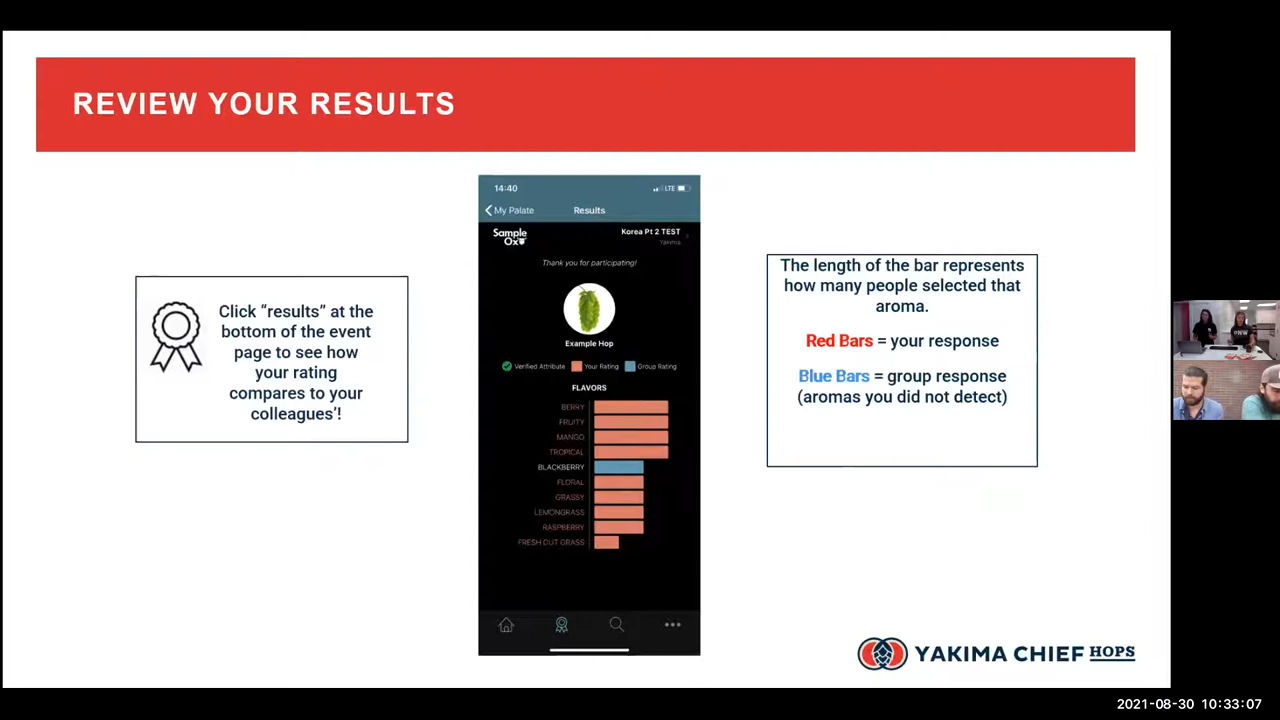 REVIEW YOUR RESULTS
Click “results” at the
bottom of the event
page to see how
your rating
compares to your
colleagues’!
14:40
LTE
My Palate
Results
Sample
Ox
Korea Pt 2 TEST
Yakima
Thank you for participating!
Example Hop
Verified Attribute
Your Rating
Group Rating
FLAVORS
BERRY
FRUITY
MANGO
TROPICAL
BLACKBERRY
FLORAL
GRASSY
LEMONGRASS
RASPBERRY
FRESH CUT GRASS
The length of the bar represents
how many people selected that
aroma.
Red Bars = your response
Blue Bars = group response
(aromas you did not detect)
YAKIMA CHIEF HOPS
2021-08-30 10:33:07